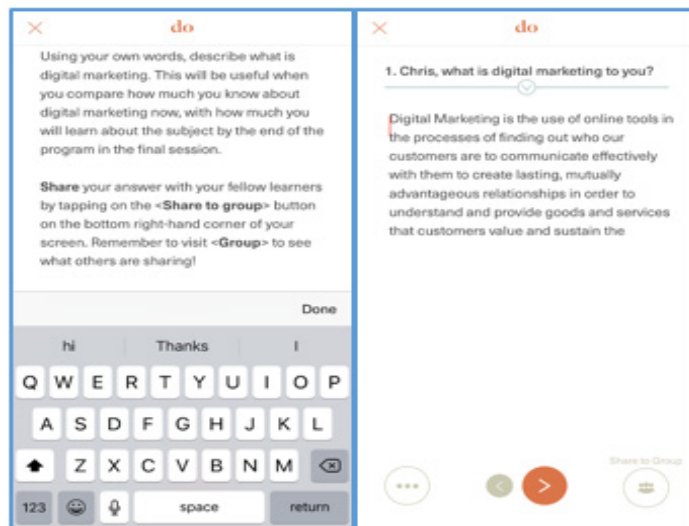 do
Using your own words, describe what is
digital marketing. This will be useful when
you compare how much you know about
digital marketing now, with how much you
will learn about the subject by the end of the
program in the final session.
Share your answer with your fellow learners
by tapping on the <Share to group> button
on the bottom right-hand corner of your
screen. Remember to visit <Group> to see
what others are sharing!
Done
hi Thanks I
Q W E R T Y U I O P
A S D F G H J K L
Z X C V B N M
123 space return
do
1. Chris, what is digital marketing to you?
Digital Marketing is the use of online tools in
the processes of finding out who our
customers are to communicate effectively
with them to create lasting, mutually
advantageous relationships in order to
understand and provide goods and services
that customers value and sustain the
Share to Group